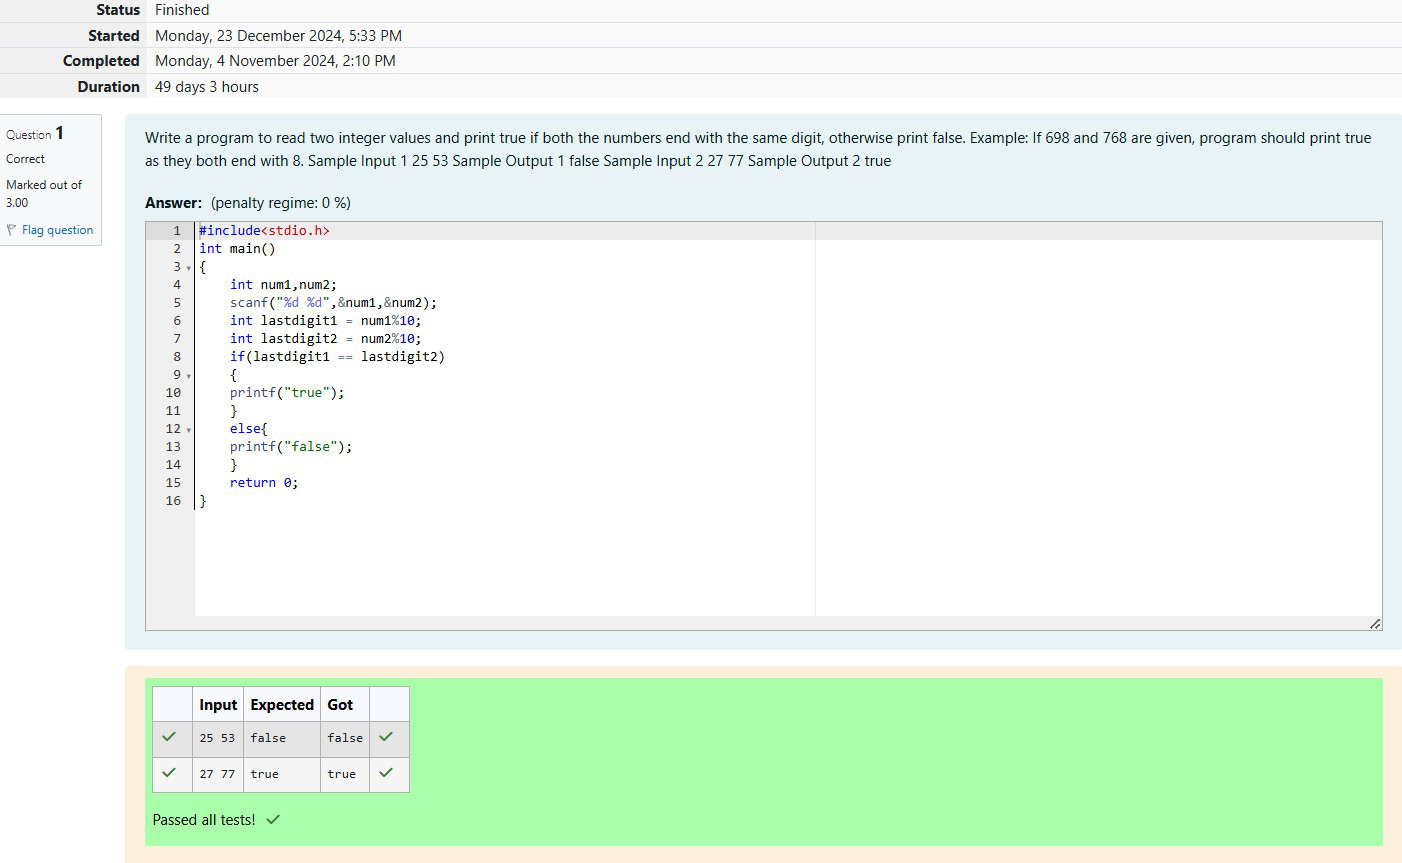 Status Finished
Started Monday, 23 December 2024, 5:33 PM
Completed Monday, 4 November 2024, 2:10 PM
Duration 49 days 3 hours
Question 1
Correct
Marked out of
3.00
Flag question
Write a program to read two integer values and print true if both the numbers end with the same digit, otherwise print false. Example: If 698 and 768 are given, program should print true
as they both end with 8. Sample Input 1 25 53 Sample Output 1 false Sample Input 2 27 77 Sample Output 2 true
Answer: (penalty regime: 0 %)
1 #include<stdio.h>
2 int main()
3 {
4     int num1,num2;
5     scanf("%d %d",&num1,&num2);
6     int lastdigit1 = num1%10;
7     int lastdigit2 = num2%10;
8     if(lastdigit1 == lastdigit2)
9     {
10     printf("true");
11     }
12     else{
13     printf("false");
14     }
15     return 0;
16 }
Input Expected Got
25 53 false false
27 77 true true
Passed all tests!